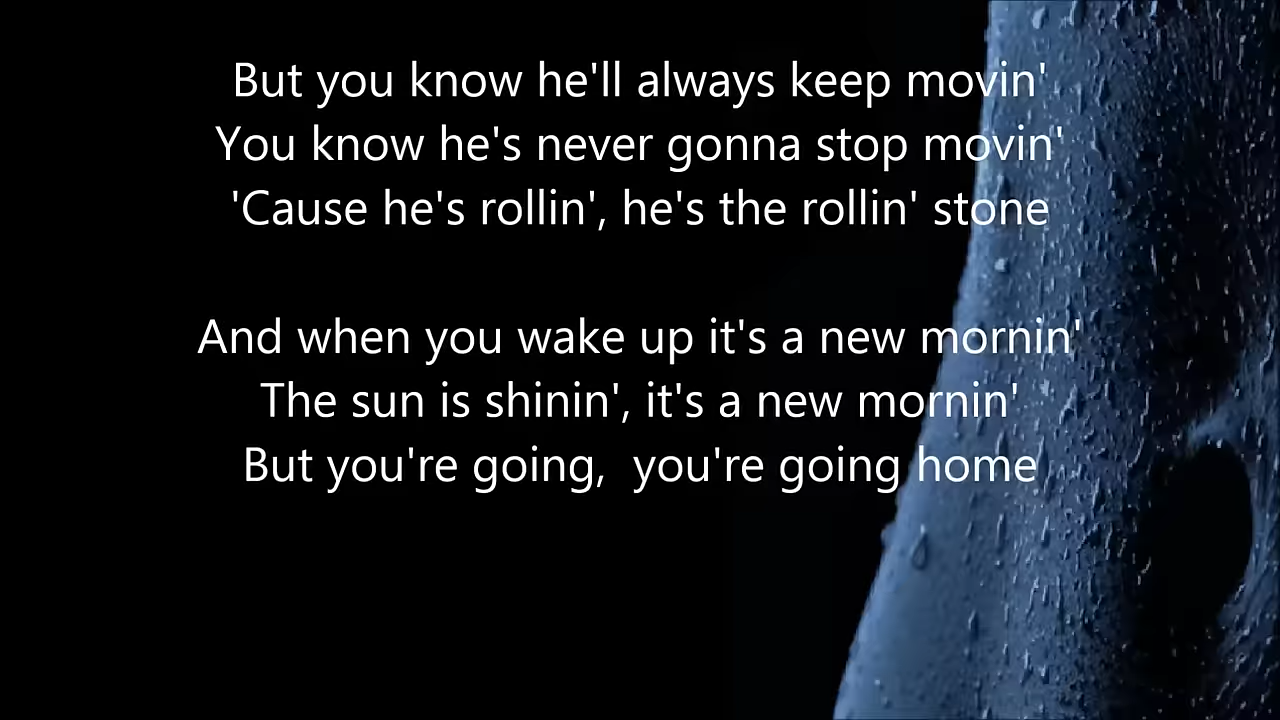 But you know he'll always keep movin'
You know he's never gonna stop movin'
'Cause he's rollin', he's the rollin' stone
And when you wake up it's a new mornin'
The sun is shinin', it's a new mornin'
But you're going,  you're going home